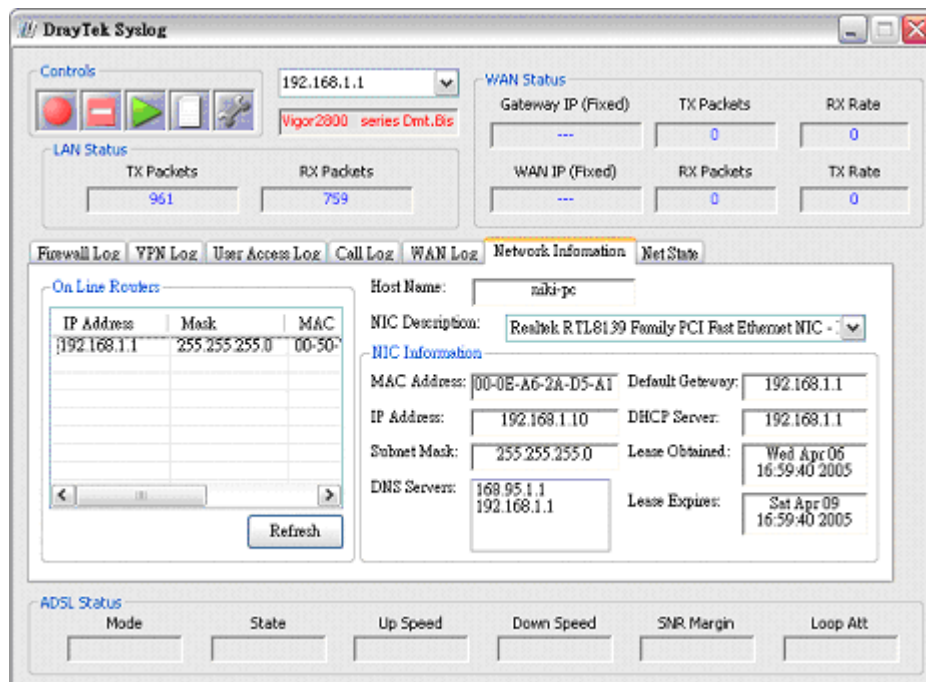 DrayTek Syslog
Controls
192.168.1.1
Vigor2800 series Dmt.Bis
WAN Status
Gateway IP (Fixed) TX Packets RX Rate
--- 0 0
WAN IP (Fixed) RX Packets TX Rate
--- 0 0
LAN Status
TX Packets RX Packets
961 759
Firewall Log VPN Log User Access Log Call Log WAN Log Network Infomation Net State
On Line Routers
IP Address Mask MAC
192.168.1.1 255.255.255.0 00-50-
Refresh
Host Name: niki-pc
NIC Description: Realtek RTL8139 Family PCI Fast Ethernet NIC -
NIC Information
MAC Address: 00-0E-A6-2A-D5-A1
IP Address: 192.168.1.10
Subnet Mask: 255.255.255.0
DNS Servers: 168.95.1.1
192.168.1.1
Default Geteway: 192.168.1.1
DHCP Server: 192.168.1.1
Lease Obtained: Wed Apr 06
16:59:40 2005
Lease Expires: Sat Apr 09
16:59:40 2005
ADSL Status
Mode State Up Speed Down Speed SNR Margin Loop Att